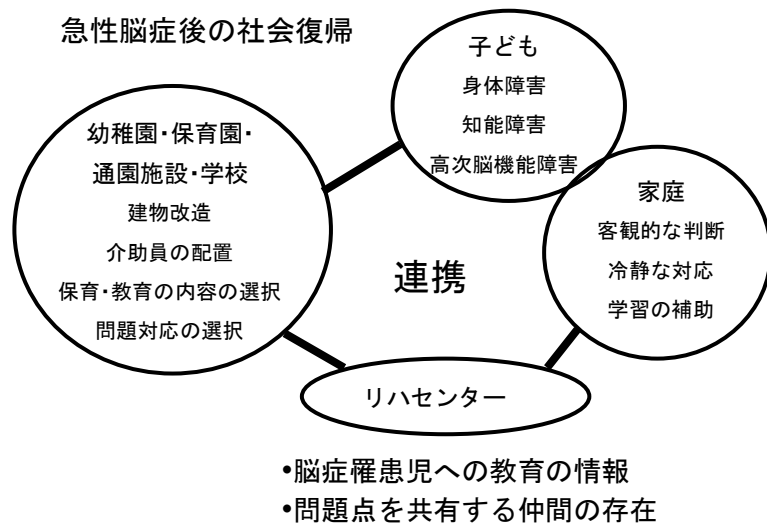 急性脳症後の社会復帰
子ども
身体障害
知能障害
高次脳機能障害
幼稚園・保育園・
通園施設・学校
建物改造
介助員の配置
保育・教育の内容の選択
問題対応の選択
家庭
客観的な判断
冷静な対応
学習の補助
連携
リハセンター
•脳症罹患児への教育の情報
•問題点を共有する仲間の存在